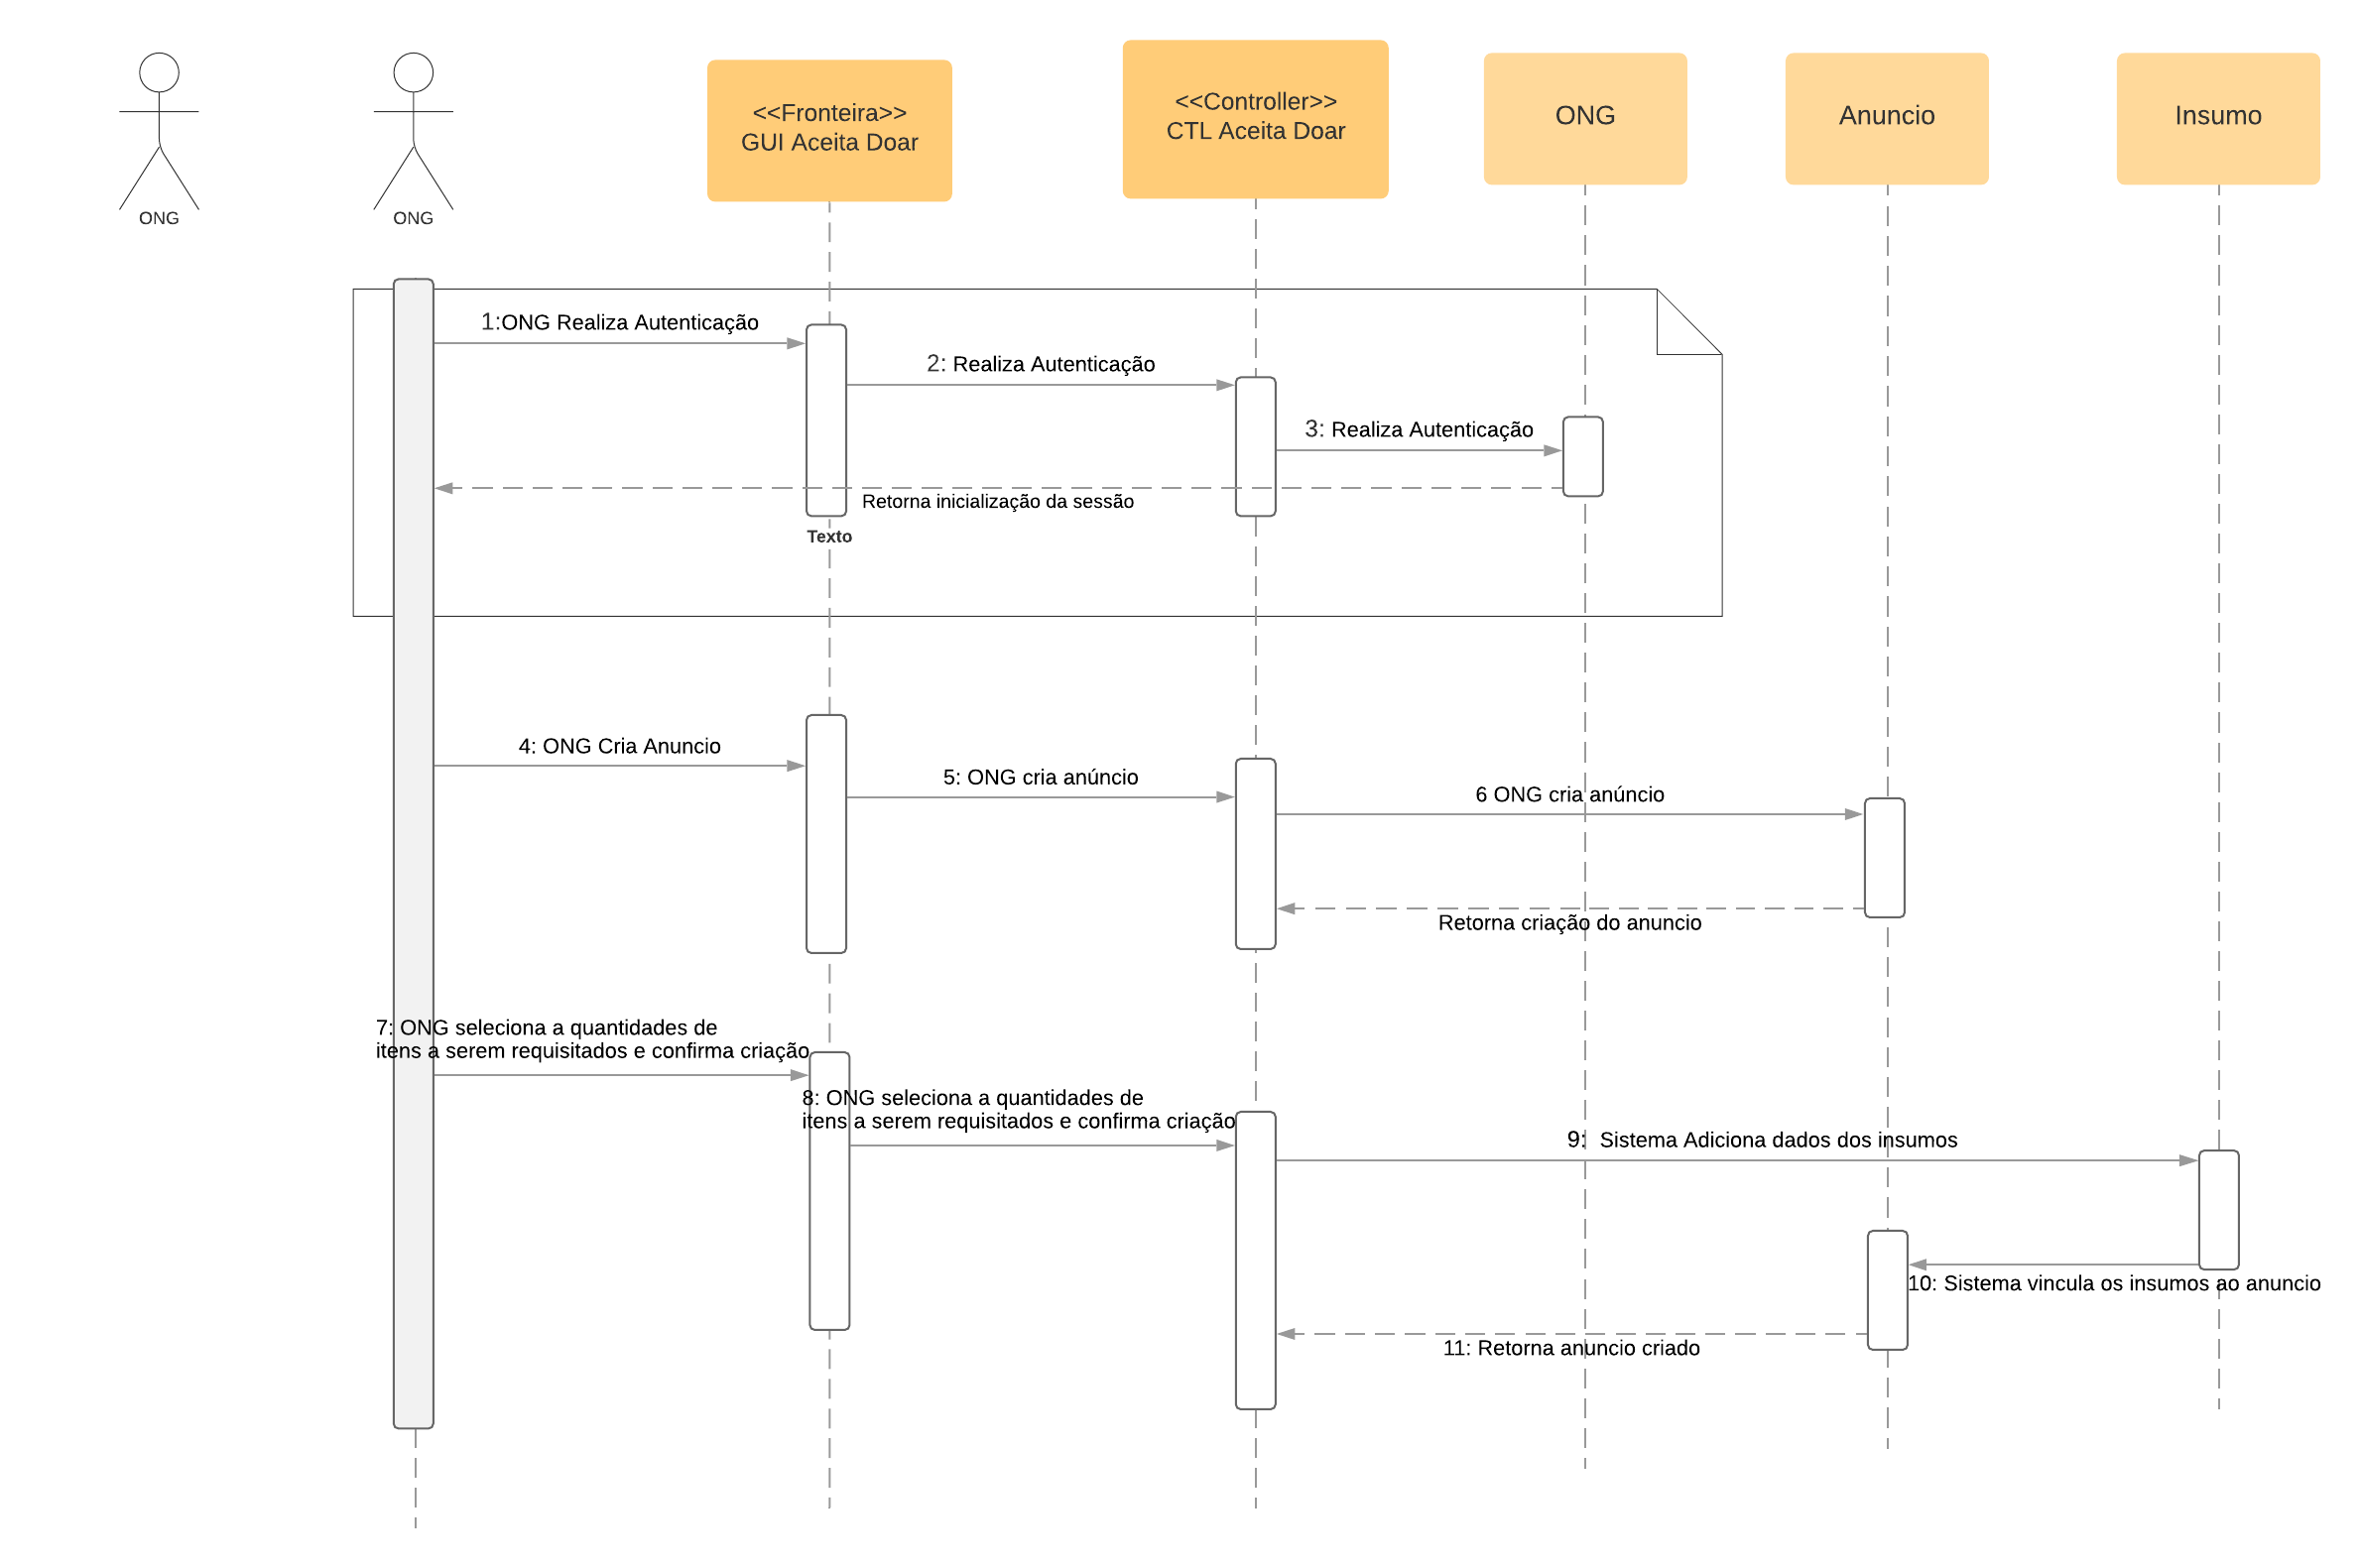 ONG
ONG
<<Fronteira>>
GUI Aceita Doar
<<Controller>>
CTL Aceita Doar
ONG
Anuncio
Insumo
1:ONG Realiza Autenticação
2: Realiza Autenticação
3: Realiza Autenticação
Retorna inicialização da sessão
Texto
4: ONG Cria Anuncio
5: ONG cria anúncio
6 ONG cria anúncio
Retorna criação do anuncio
7: ONG seleciona a quantidades de
itens a serem requisitados e confirma criação
8: ONG seleciona a quantidades de
itens a serem requisitados e confirma criação
9: Sistema Adiciona dados dos insumos
10: Sistema vincula os insumos ao anuncio
11: Retorna anuncio criado